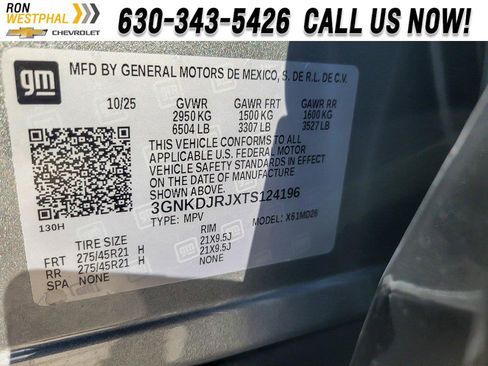 RON
WESTPHAL
CHEVROLET
630-343-5426 CALL US NOW!
gm
MFD BY GENERAL MOTORS DE MEXICO, S. DE R.L. DE C.V.
10/25 GVWR GAWR FRT GAWR RR
2950 KG 1500 KG 1600 KG
6504 LB 3307 LB 3527 LB
THIS VEHICLE CONFORMS TO ALL
APPLICABLE U.S. FEDERAL MOTOR
VEHICLE SAFETY STANDARDS IN EFFECT
ON THE DATE OF MANUFACTURE
SHOWN ABOVE.
3GNKDJRJXTS124196
130H
TYPE: MPV MODEL: X61MD26
TIRE SIZE RIM
FRT 275/45R21 H 21X9.5J
RR 275/45R21 H 21X9.5J
SPA NONE NONE